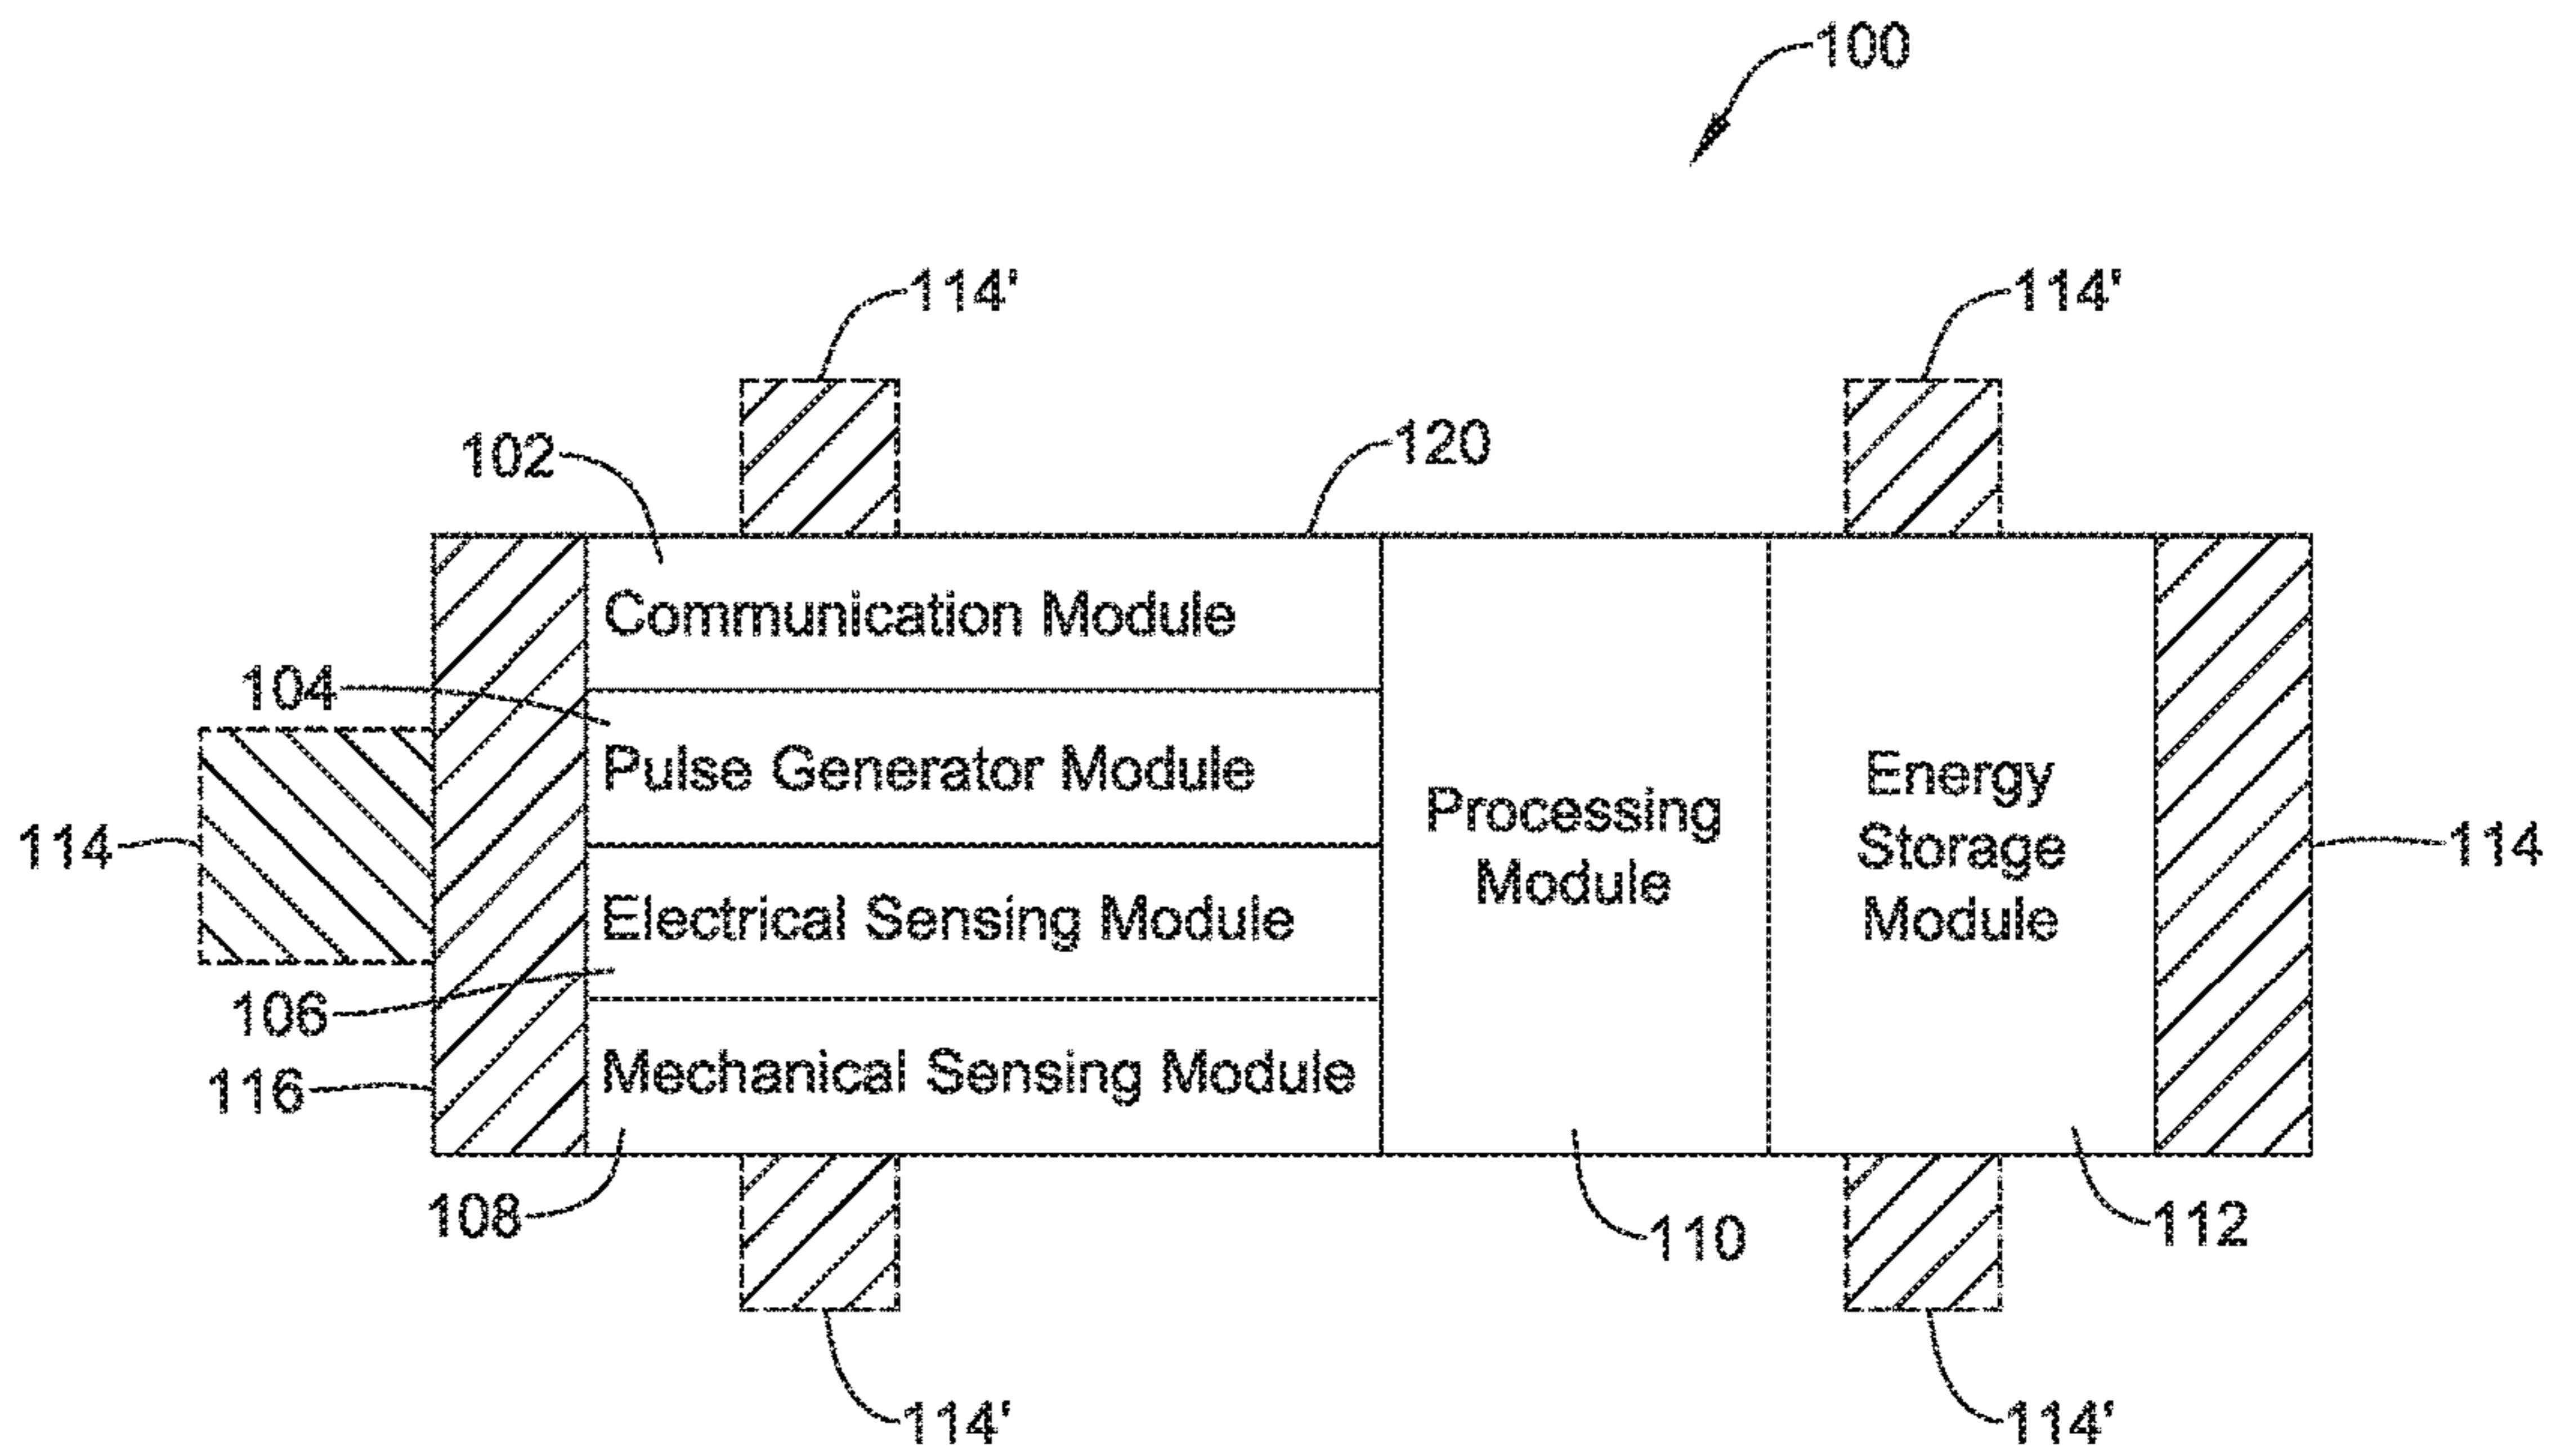 100
114'
114'
102
120
Communication Module
104
Pulse Generator Module
114
Processing
Module
Energy
Storage
Module
114
Electrical Sensing Module
106
Mechanical Sensing Module
116
108
110
112
114'
114'